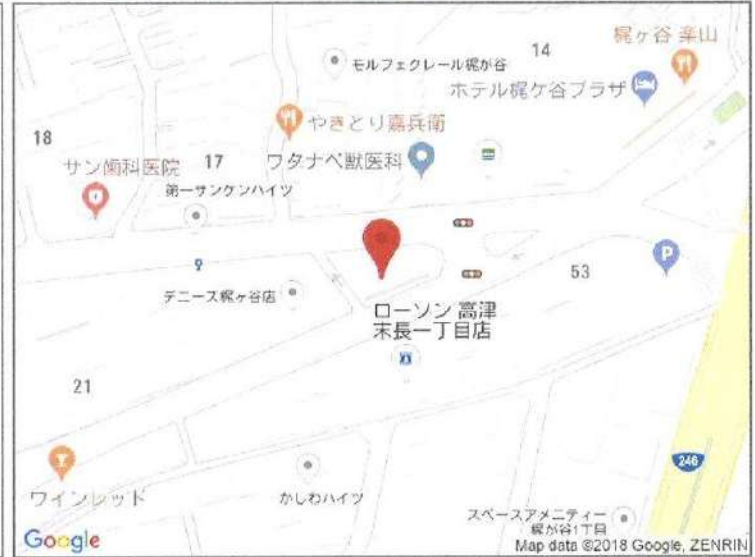 梶ヶ谷 楽山
14
モルフェクレール梶が谷
ホテル梶ケ谷プラザ
やきとり嘉兵衛
18
サン歯科医院
17
ワタナベ獣医科
第一サンケンハイツ
P
53
デニーズ梶ヶ谷店
ローソン 高津
末長一丁目店
21
246
ワインレッド
かしわハイツ
スペースアメニティー
梶が谷1丁目
Google
Map data ©2018 Google, ZENRIN